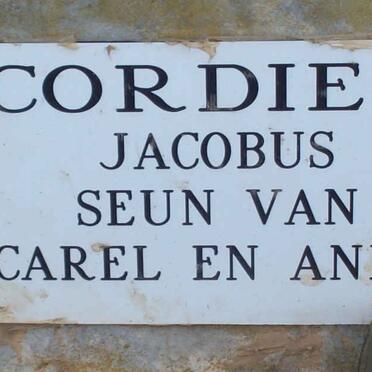 CORDIE
JACOBUS
SEUN VAN
CAREL EN AN